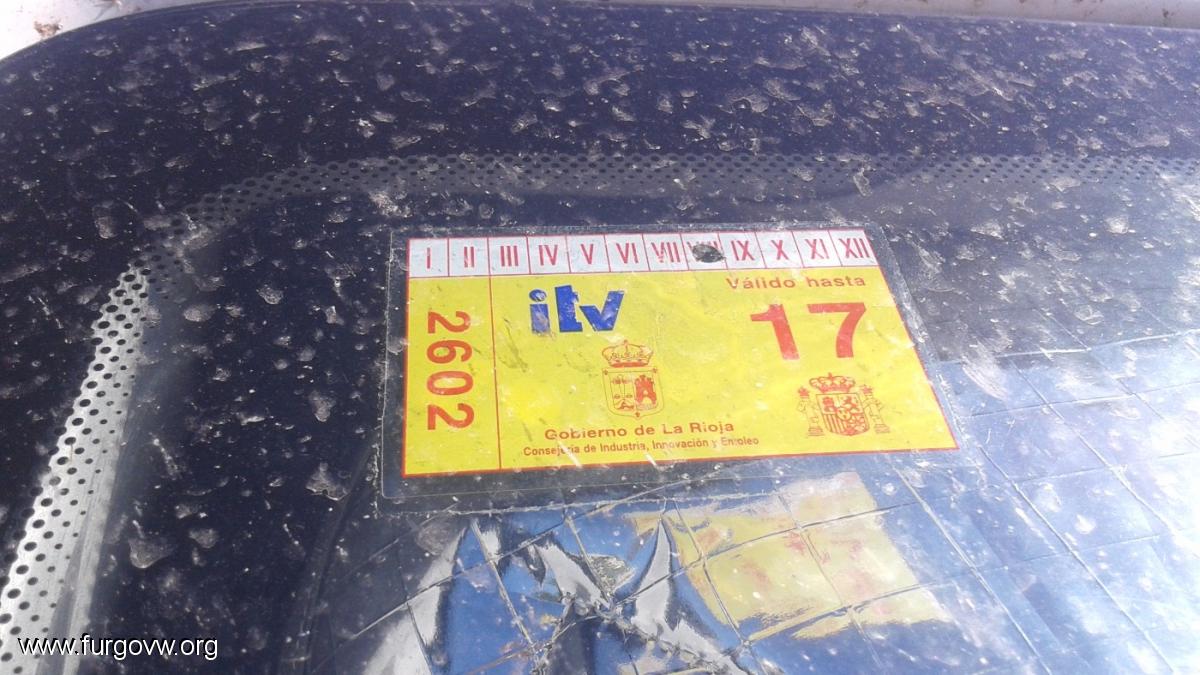 I II III IV V VI VII VIII IX X XI XII
Válido hasta
itv
17
2602
Gobierno de La Rioja
Consejería de Industria, Innovación y Empleo
www.furgovw.org